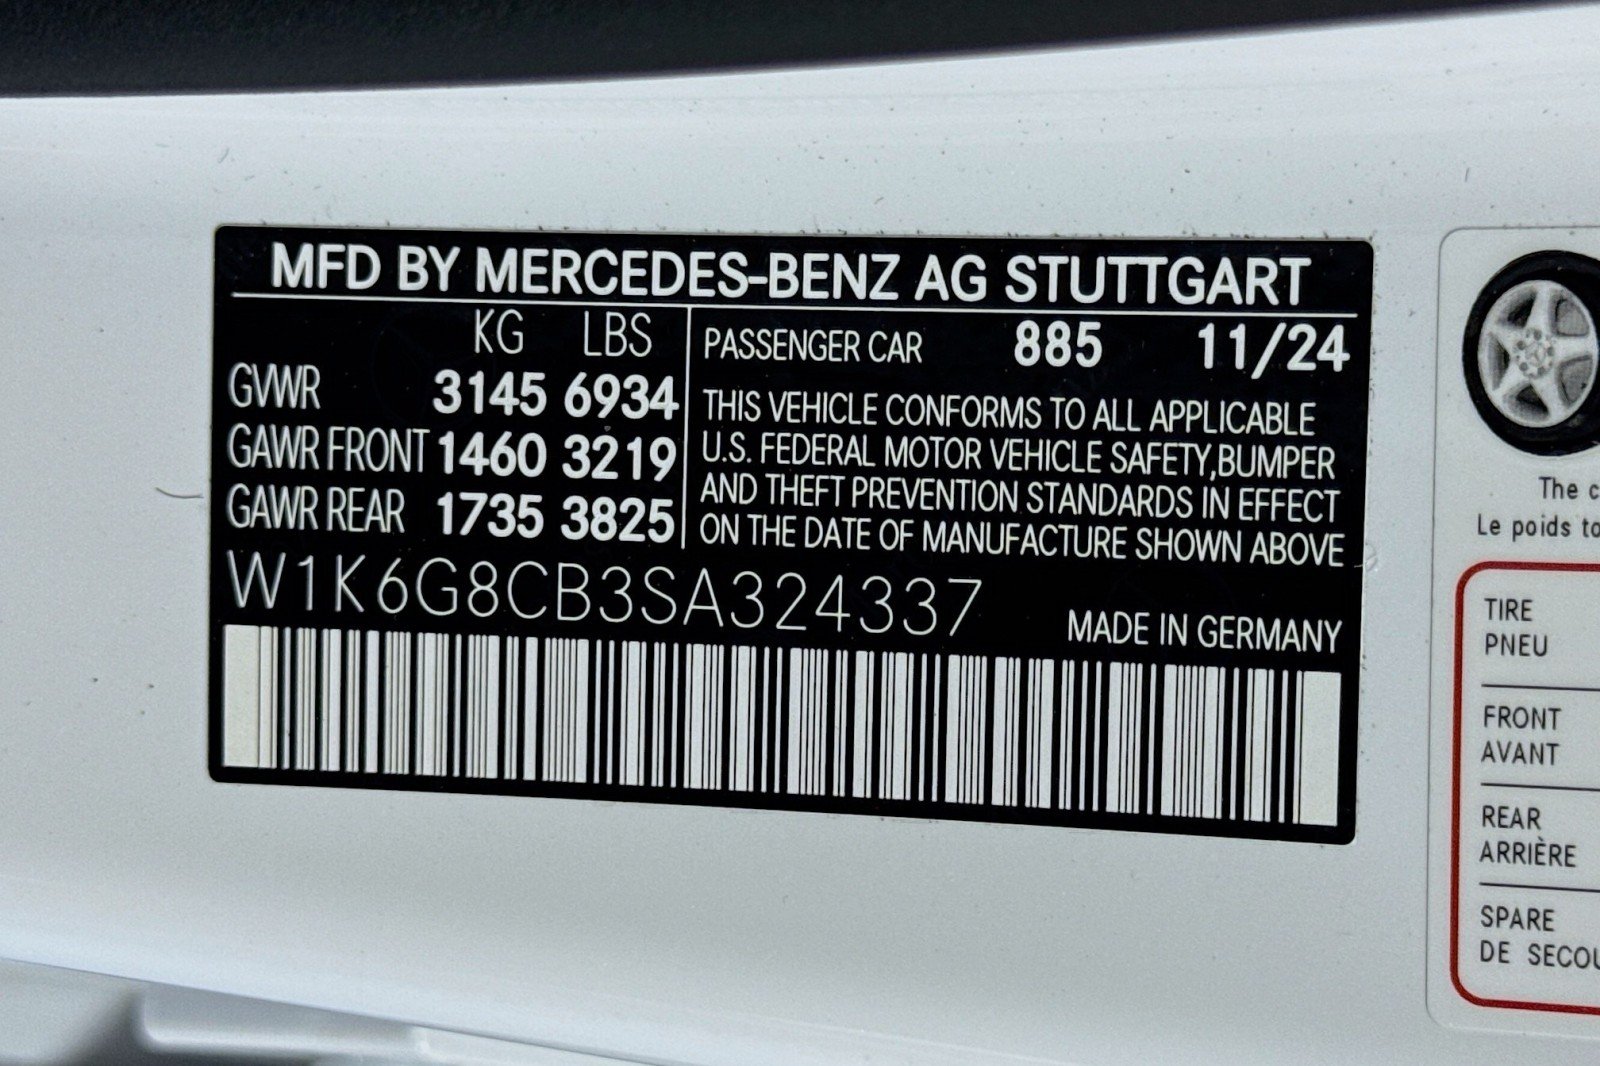 MFD BY MERCEDES-BENZ AG STUTTGART
KG LBS
GVWR 3145 6934
GAWR FRONT 1460 3219
GAWR REAR 1735 3825
PASSENGER CAR 885 11/24
THIS VEHICLE CONFORMS TO ALL APPLICABLE
U.S. FEDERAL MOTOR VEHICLE SAFETY,BUMPER
AND THEFT PREVENTION STANDARDS IN EFFECT
ON THE DATE OF MANUFACTURE SHOWN ABOVE
W1K6G8CB3SA324337
MADE IN GERMANY
The
Le poids
TIRE
PNEU
FRONT
AVANT
REAR
ARRIÈRE
SPARE
DE